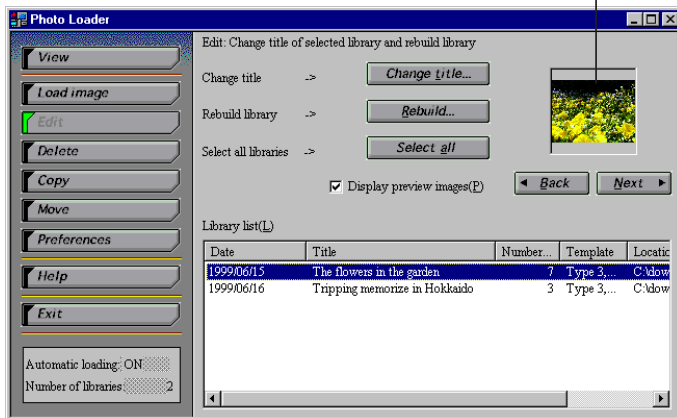 Photo Loader
View
Load image
Edit
Delete
Copy
Move
Preferences
Help
Exit
Automatic loading: ON
Number of libraries: 2
Edit: Change title of selected library and rebuild library
Change title -> Change title...
Rebuild library -> Rebuild...
Select all libraries -> Select all
Display preview images(P)
Back Next
Library list(L)
Date Title Number... Template Locatic
1999/06/15 The flowers in the garden 7 Type 3,... C:\dow
1999/06/16 Tripping memorize in Hokkaido 3 Type 3,... C:\dow